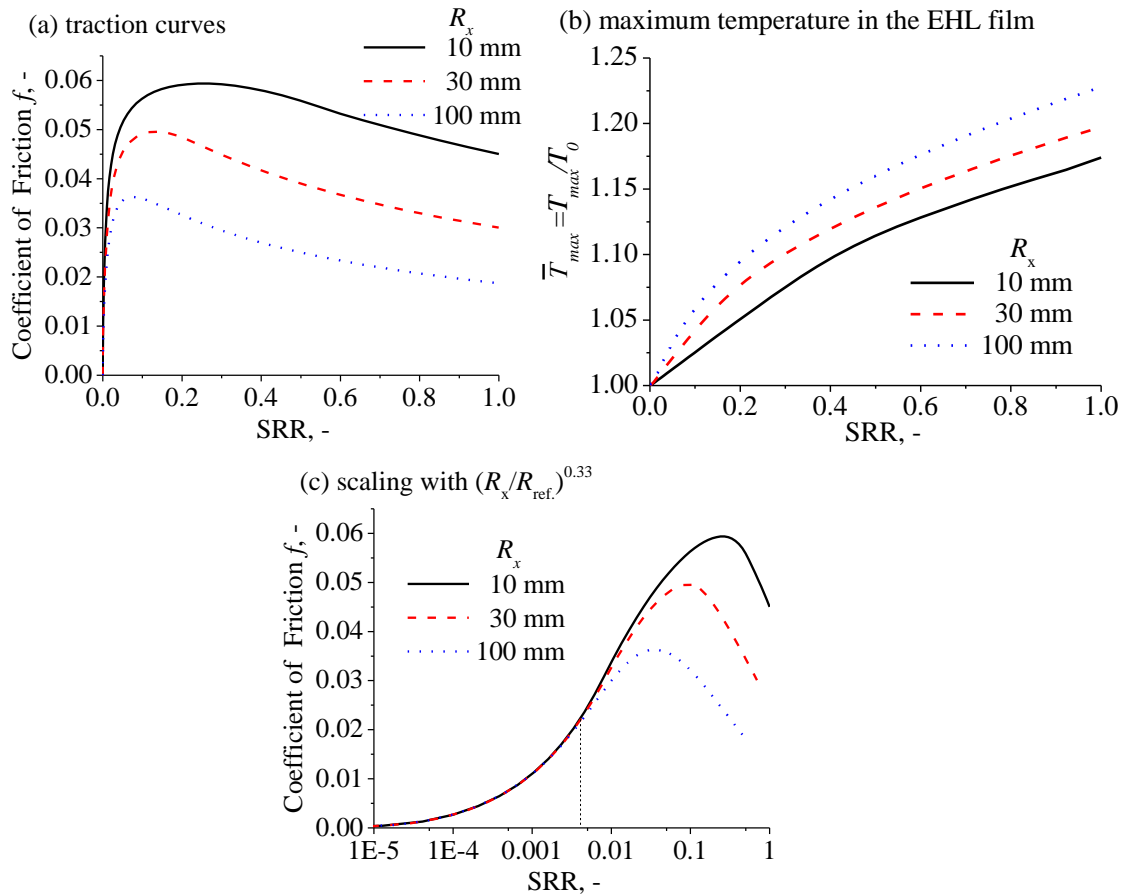 (a) traction curves
R_x
10 mm
30 mm
100 mm
Coefficient of Friction f, -
0.06
0.05
0.04
0.03
0.02
0.01
0.00
0.0 0.2 0.4 0.6 0.8 1.0
SRR, -
(b) maximum temperature in the EHL film
T̅_max=T_max/T_0
1.25
1.20
1.15
1.10
1.05
1.00
R_x
10 mm
30 mm
100 mm
0.0 0.2 0.4 0.6 0.8 1.0
SRR, -
(c) scaling with (R_x/R_ref.)^0.33
Coefficient of Friction f, -
0.06
0.05
0.04
0.03
0.02
0.01
0.00
R_x
10 mm
30 mm
100 mm
1E-5 1E-4 0.001 0.01 0.1 1
SRR, -